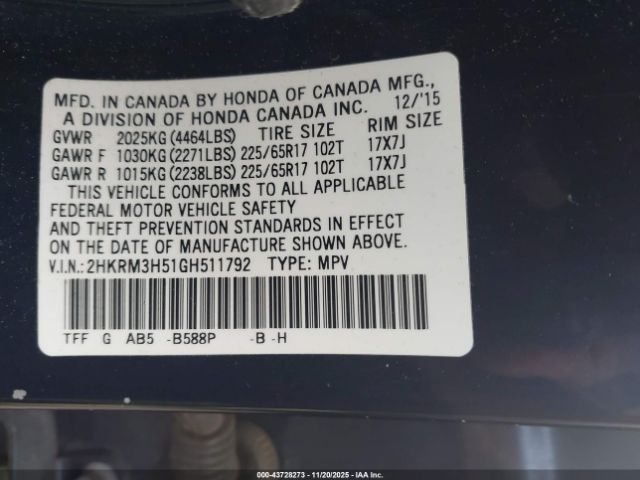 MFD. IN CANADA BY HONDA OF CANADA MFG.,
A DIVISION OF HONDA CANADA INC. 12/'15
GVWR 2025KG (4464LBS) TIRE SIZE RIM SIZE
GAWR F 1030KG (2271LBS) 225/65R17 102T 17X7J
GAWR R 1015KG (2238LBS) 225/65R17 102T 17X7J
THIS VEHICLE CONFORMS TO ALL APPLICABLE
FEDERAL MOTOR VEHICLE SAFETY
AND THEFT PREVENTION STANDARDS IN EFFECT
ON THE DATE OF MANUFACTURE SHOWN ABOVE.
V.I.N.: 2HKRM3H51GH511792 TYPE: MPV
TFF G AB5 -B588P -B -H
© 000-43728273 - 11/20/2025 - IAA Inc.